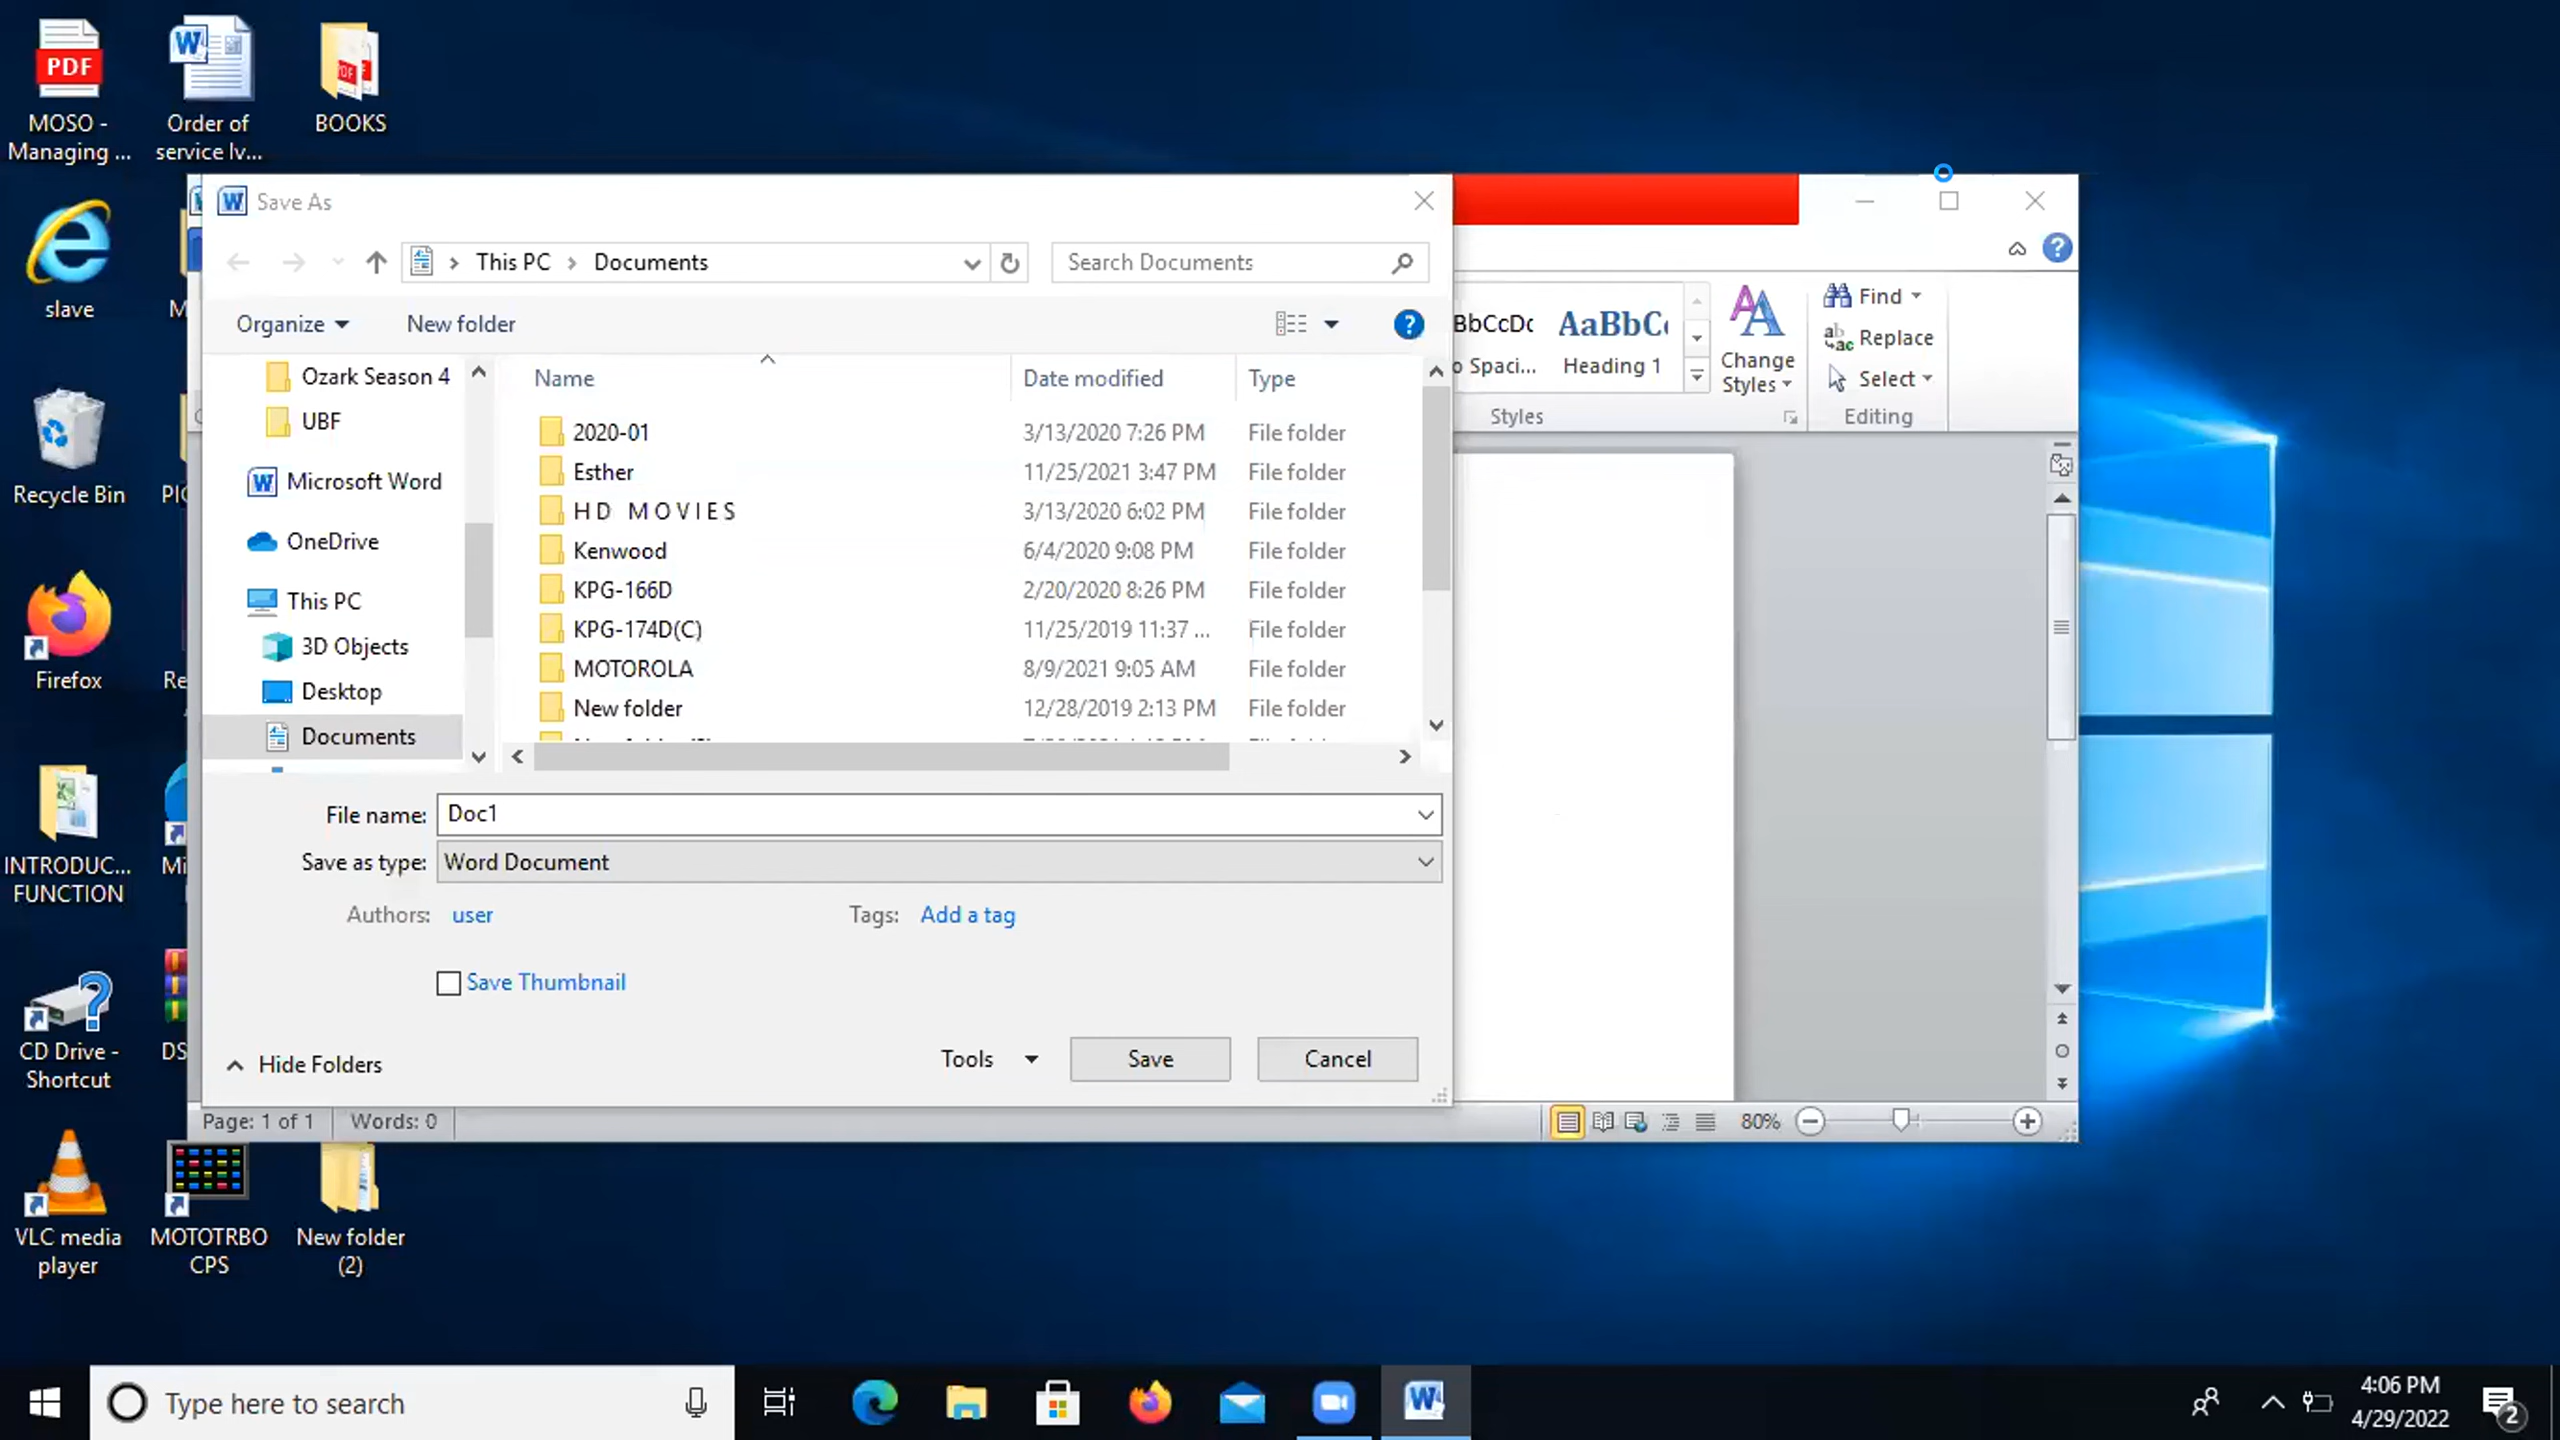 PDF
MOSO -
Managing ...
Order of
service lv...
BOOKS
slave
Recycle Bin
Firefox
INTRODUC...
FUNCTION
CD Drive -
Shortcut
VLC media
player
MOTOTRBO
CPS
New folder
(2)
Save As
This PC
Documents
Search Documents
Organize
New folder
Ozark Season 4
UBF
Microsoft Word
OneDrive
This PC
3D Objects
Desktop
Documents
Name
Date modified
Type
2020-01
3/13/2020 7:26 PM
File folder
Esther
11/25/2021 3:47 PM
File folder
H D M O V I E S
3/13/2020 6:02 PM
File folder
Kenwood
6/4/2020 9:08 PM
File folder
KPG-166D
2/20/2020 8:26 PM
File folder
KPG-174D(C)
11/25/2019 11:37 ...
File folder
MOTOROLA
8/9/2021 9:05 AM
File folder
New folder
12/28/2019 2:13 PM
File folder
File name: Doc1
Save as type: Word Document
Authors: user
Tags: Add a tag
Save Thumbnail
Hide Folders
Tools
Save
Cancel
BbCcDc
AaBbC
o Spaci...
Heading 1
Change
Styles
Styles
Find
Replace
Select
Editing
Page: 1 of 1
Words: 0
80%
Type here to search
4:06 PM
4/29/2022
2